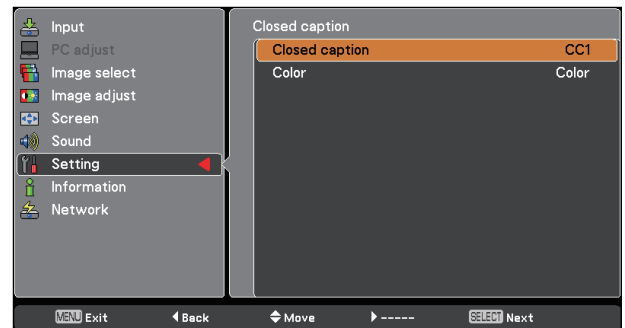 Input
PC adjust
Image select
Image adjust
Screen
Sound
Setting
Information
Network
Closed caption
Closed caption CC1
Color Color
MENU Exit Back Move ----- SELECT Next